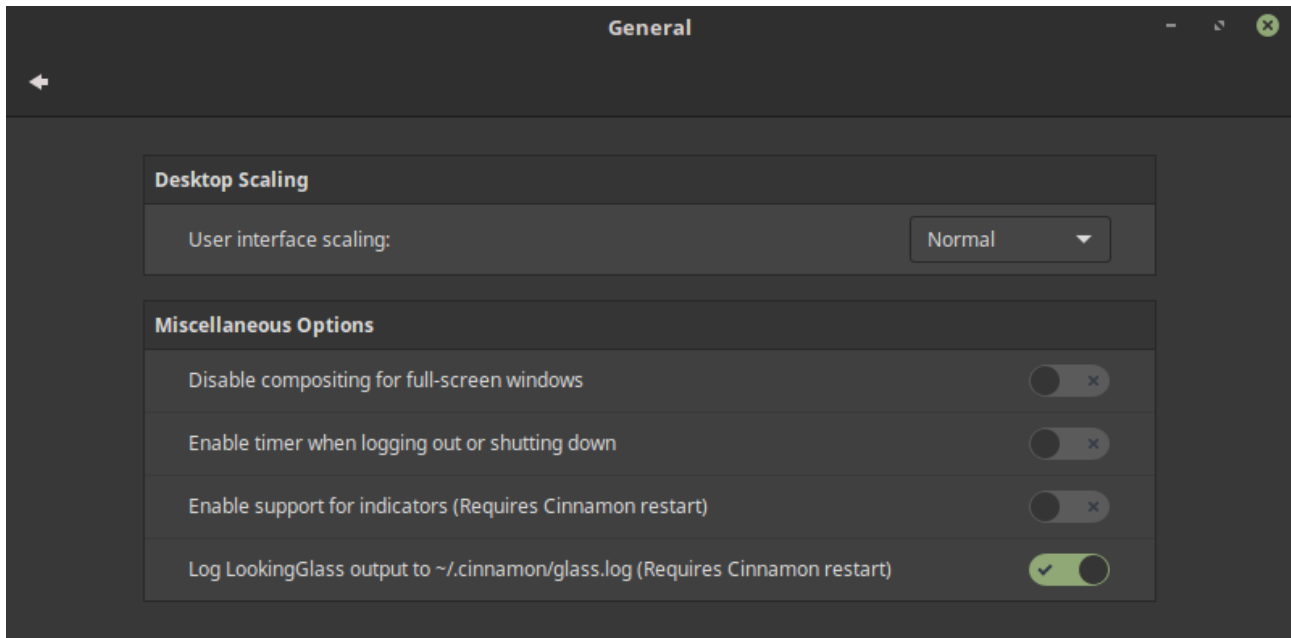 General
Desktop Scaling
User interface scaling:
Normal
Miscellaneous Options
Disable compositing for full-screen windows
Enable timer when logging out or shutting down
Enable support for indicators (Requires Cinnamon restart)
Log LookingGlass output to ~/.cinnamon/glass.log (Requires Cinnamon restart)